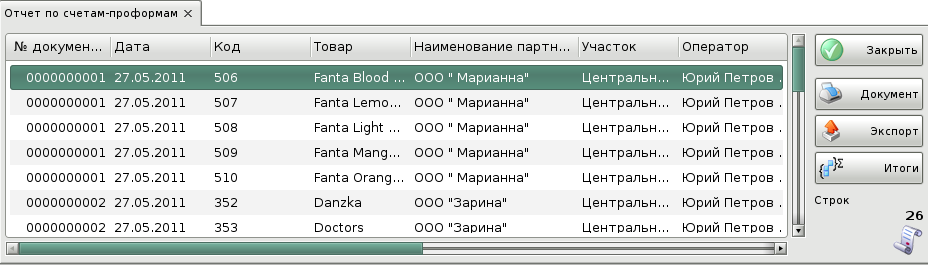 Отчет по счетам-проформам
№ докумен... Дата Код Товар Наименование партн... Участок Оператор
0000000001 27.05.2011 506 Fanta Blood ... ООО " Марианна" Центральн... Юрий Петров .
0000000001 27.05.2011 507 Fanta Lemo... ООО " Марианна" Центральн... Юрий Петров .
0000000001 27.05.2011 508 Fanta Light ... ООО " Марианна" Центральн... Юрий Петров .
0000000001 27.05.2011 509 Fanta Mang... ООО " Марианна" Центральн... Юрий Петров .
0000000001 27.05.2011 510 Fanta Orang... ООО " Марианна" Центральн... Юрий Петров .
0000000002 27.05.2011 352 Danzka ООО "Зарина" Центральн... Юрий Петров .
0000000002 27.05.2011 353 Doctors ООО "Зарина" Центральн... Юрий Петров .
Закрыть
Документ
Экспорт
Итоги
Строк
26